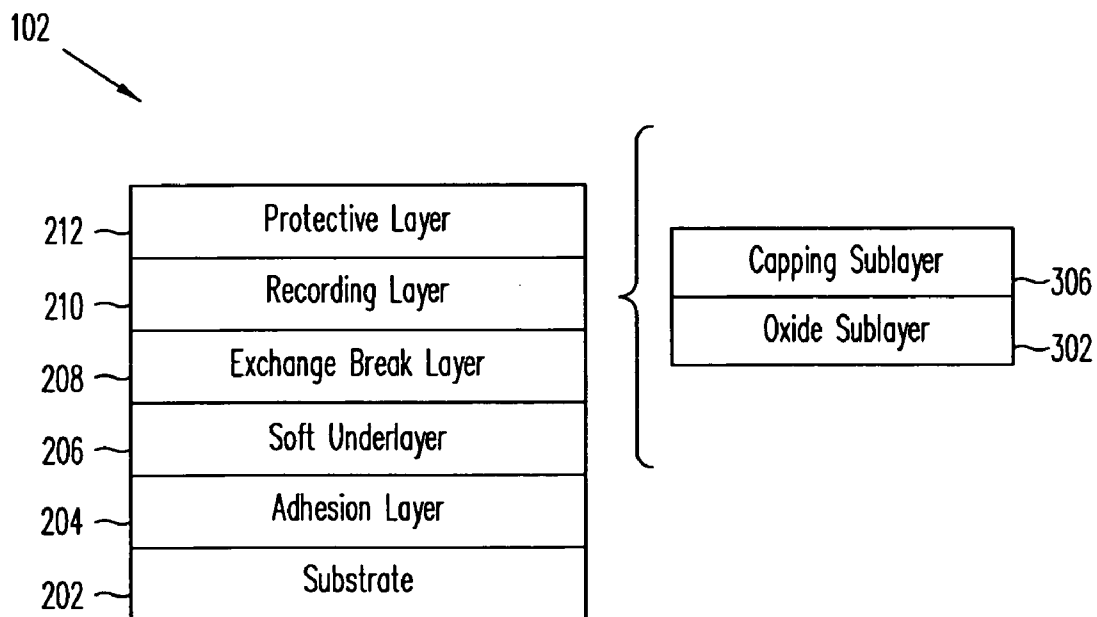 102
212 Protective Layer
210 Recording Layer
208 Exchange Break Layer
206 Soft Underlayer
204 Adhesion Layer
202 Substrate
Capping Sublayer 306
Oxide Sublayer 302